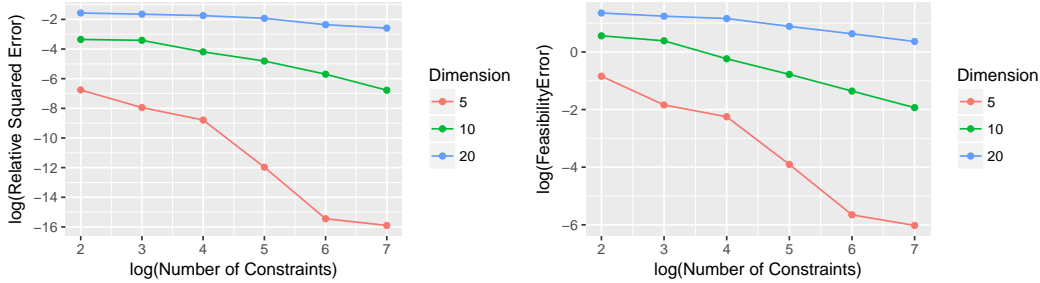 log(Relative Squared Error)
−2
−4
−6
−8
−10
−12
−14
−16
2 3 4 5 6 7
log(Number of Constraints)
Dimension
5
10
20
log(FeasibilityError)
0
−2
−4
−6
2 3 4 5 6 7
log(Number of Constraints)
Dimension
5
10
20